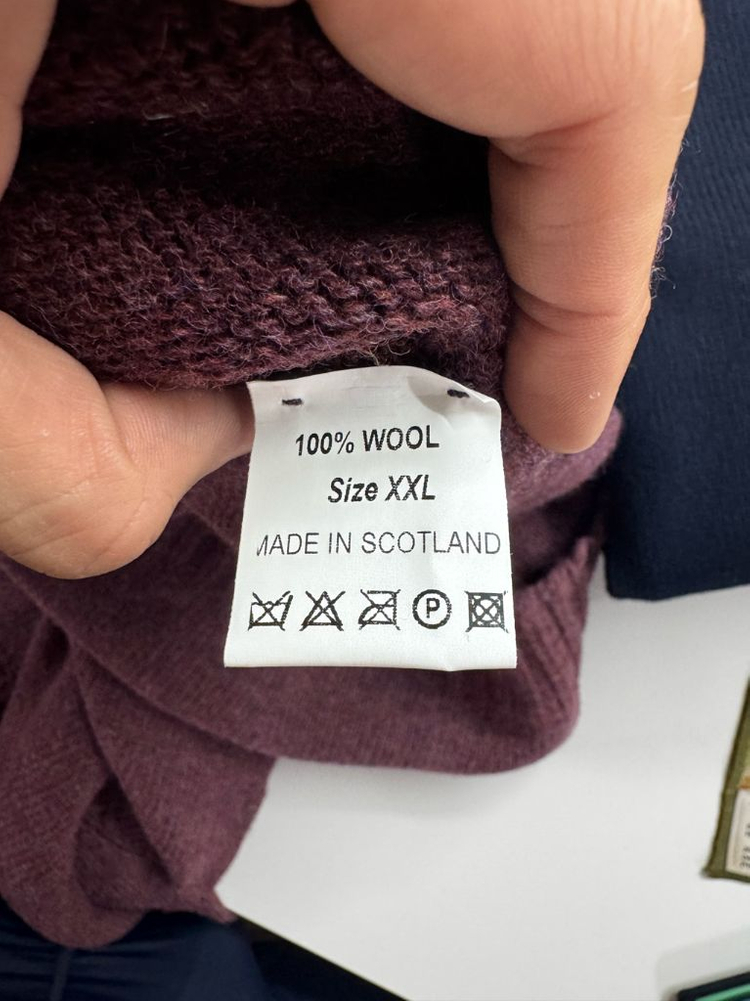 100% WOOL
Size XXL
MADE IN SCOTLAND
P